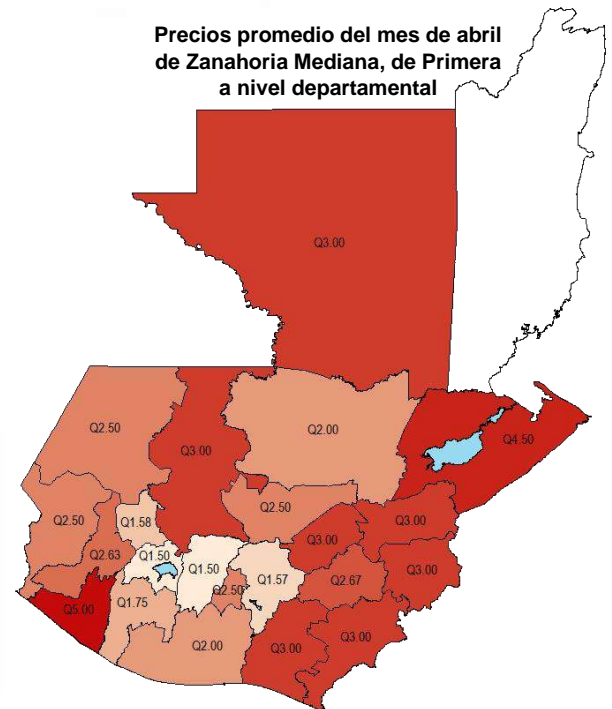 Precios promedio del mes de abril
de Zanahoria Mediana, de Primera
a nivel departamental
Q3.00
Q2.50
Q3.00
Q2.00
Q4.50
Q2.50
Q2.50
Q1.58
Q3.00
Q3.00
Q2.63
Q1.50
Q1.50
Q1.57
Q2.67
Q3.00
Q5.00
Q1.75
Q2.50
Q2.00
Q3.00
Q3.00